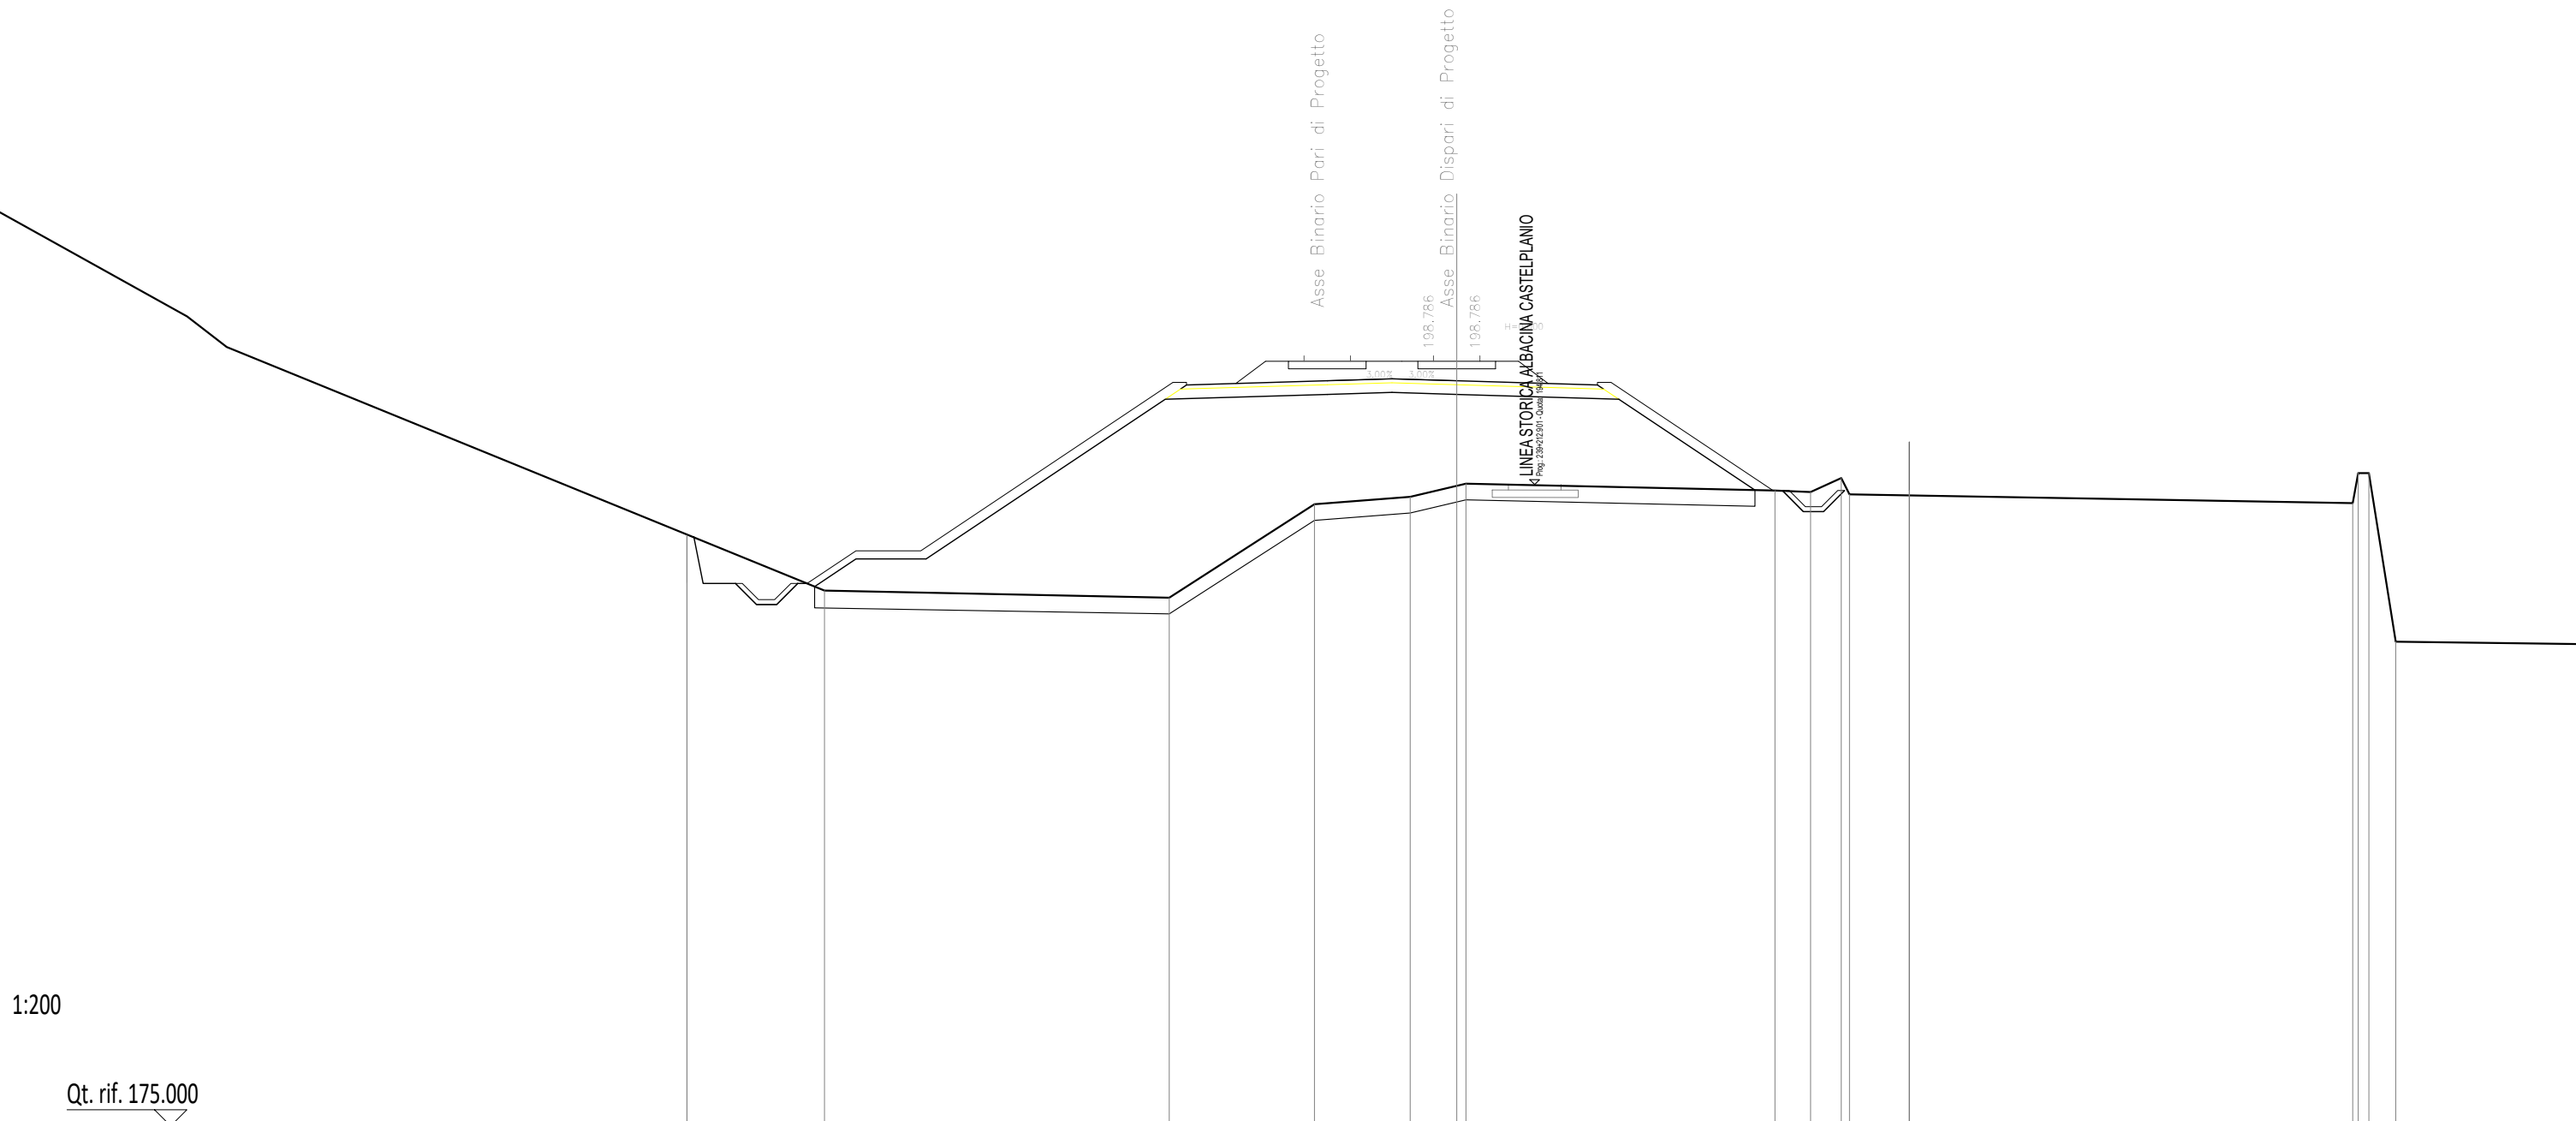 Asse Binario Pari di Progetto
Asse Binario Dispari di Progetto
198.786
198.786
LINEA STORICA ALBACINA CASTELPLANIO
3.00%
3.00%
1:200
Qt. rif. 175.000